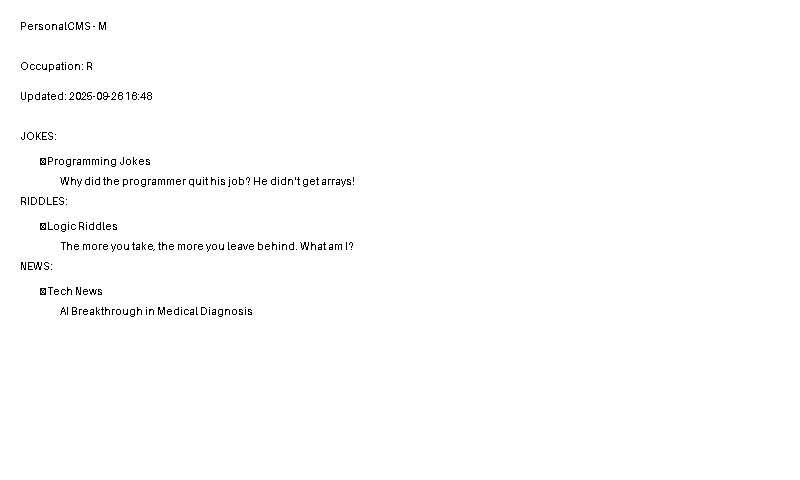 PersonalCMS - M
Occupation: R
Updated: 2025-09-26 16:48
JOKES:
Programming Jokes
Why did the programmer quit his job? He didn't get arrays!
RIDDLES:
Logic Riddles
The more you take, the more you leave behind. What am I?
NEWS:
Tech News
AI Breakthrough in Medical Diagnosis